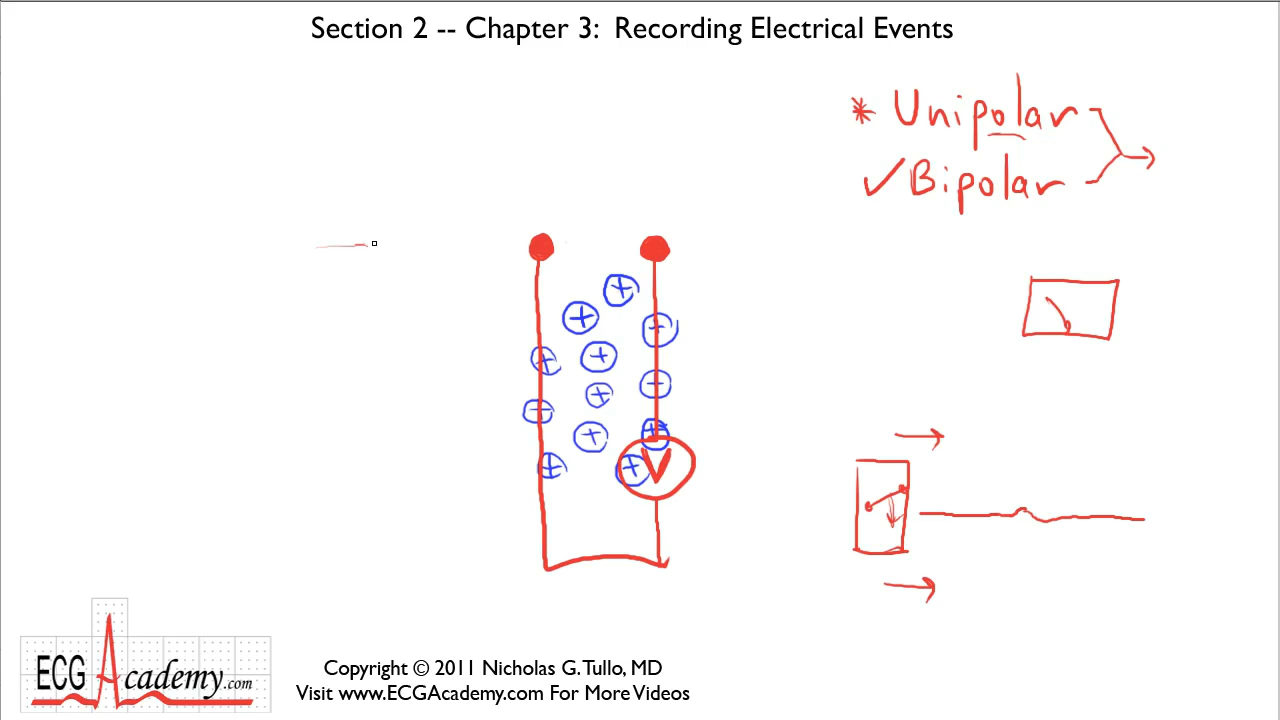 Section 2 -- Chapter 3: Recording Electrical Events
* Unipolar
✓ Bipolar
V
ECG Academy.com
Copyright © 2011 Nicholas G. Tullo, MD
Visit www.ECGAcademy.com For More Videos